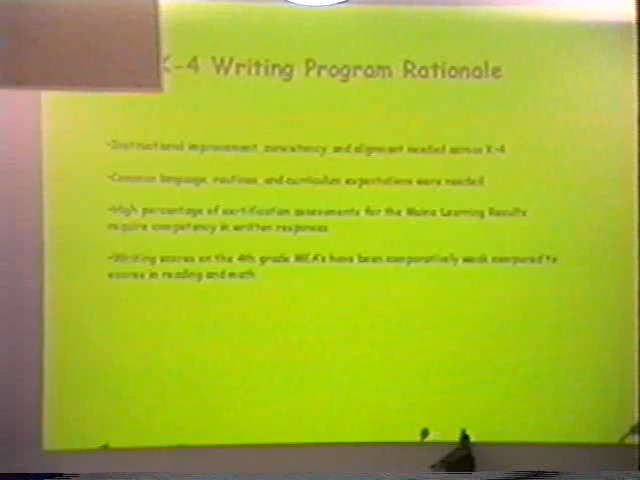 K-4 Writing Program Rationale
•Instructional improvement, consistency, and alignment needed across K-4
•Common language, routines, and curriculum expectations were needed
•High percentage of certification assessments for the Maine Learning Results
require competency in written responses
•Writing scores on the 4th grade MEA's have been comparatively weak compared to
scores in reading and math